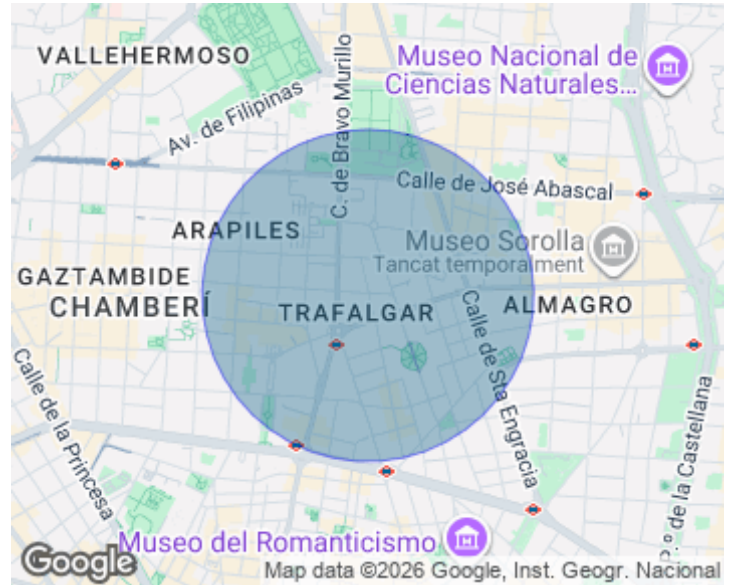 VALLEHERMOSO
Museo Nacional de
Ciencias Naturales...
Av. de Filipinas
C. de Bravo Murillo
Calle de José Abascal
ARAPILES
Museo Sorolla
Tancat temporalment
GAZTAMBIDE
CHAMBERÍ
TRAFALGAR
ALMAGRO
Calle de Sta Engracia
Calle de la Princesa
P.º de la Castellana
Museo del Romanticismo
Google
Map data ©2026 Google, Inst. Geogr. Nacional